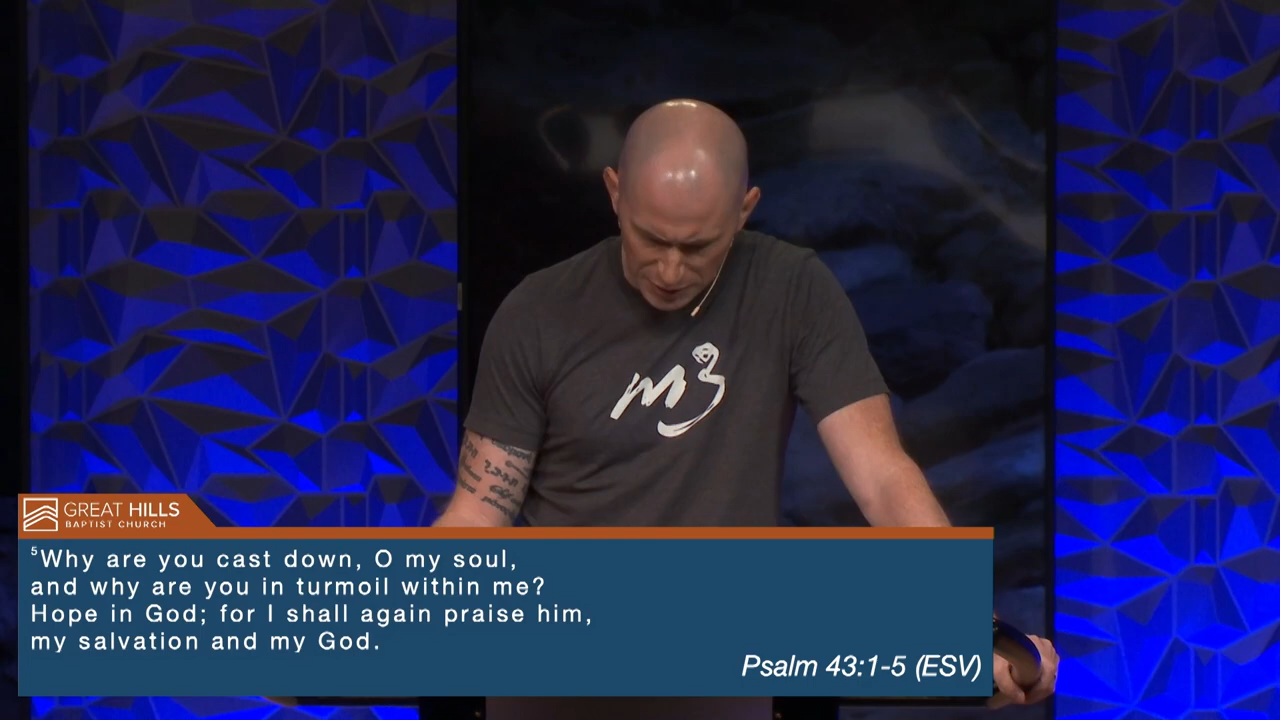 m3
GREAT HILLS
BAPTIST CHURCH
⁵Why are you cast down, O my soul,
and why are you in turmoil within me?
Hope in God; for I shall again praise him,
my salvation and my God.
Psalm 43:1-5 (ESV)